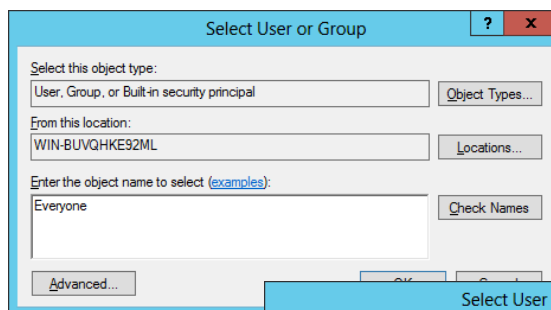 Select User or Group
? x
Select this object type:
User, Group, or Built-in security principal
Object Types...
From this location:
WIN-BUVQHKE92ML
Locations...
Enter the object name to select (examples):
Everyone
Check Names
Advanced...
Select User